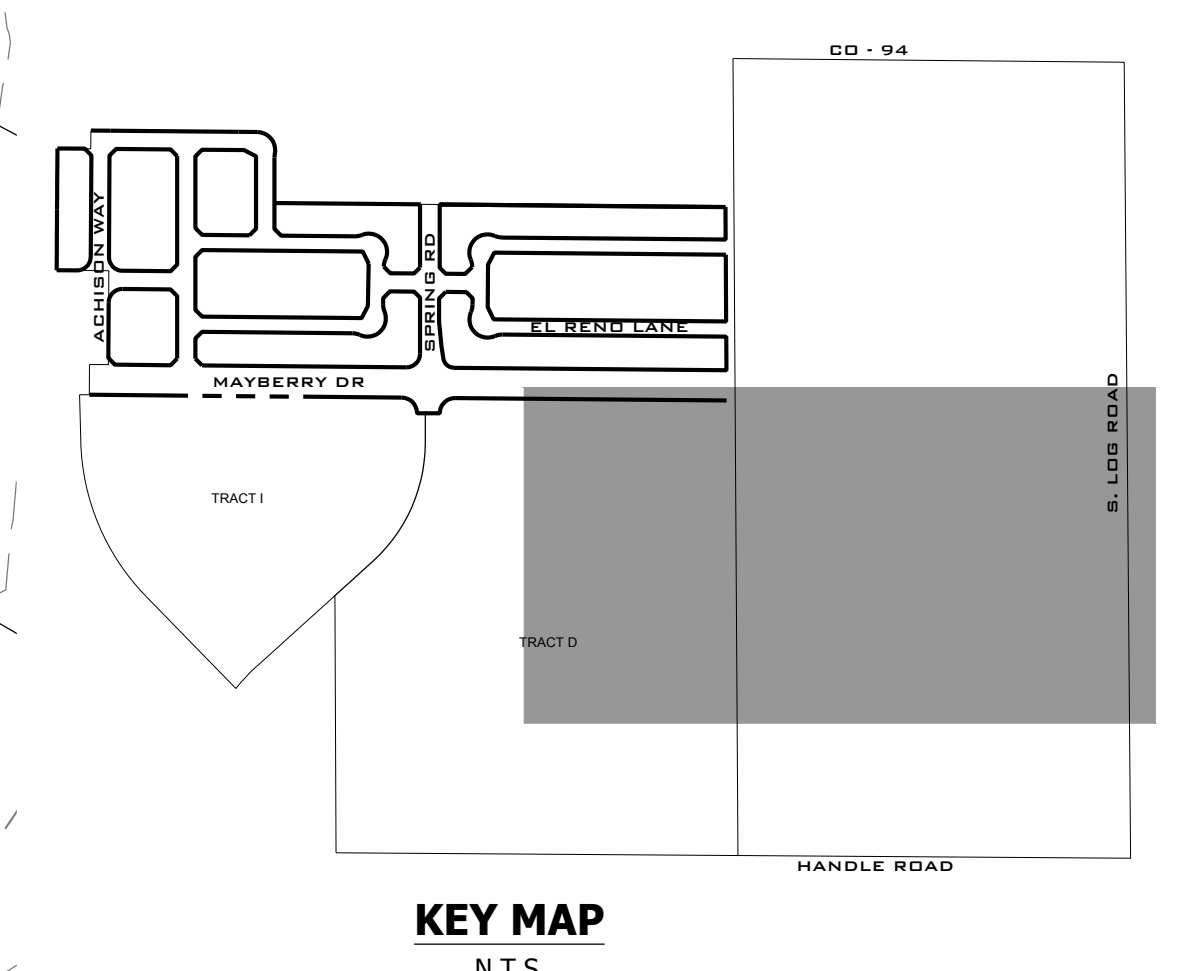 CO - 94
ACHISON WAY
SPRING RD
EL RENO LANE
MAYBERRY DR
S. LOG ROAD
TRACT I
TRACT D
HANDLE ROAD
KEY MAP
N.T.S.